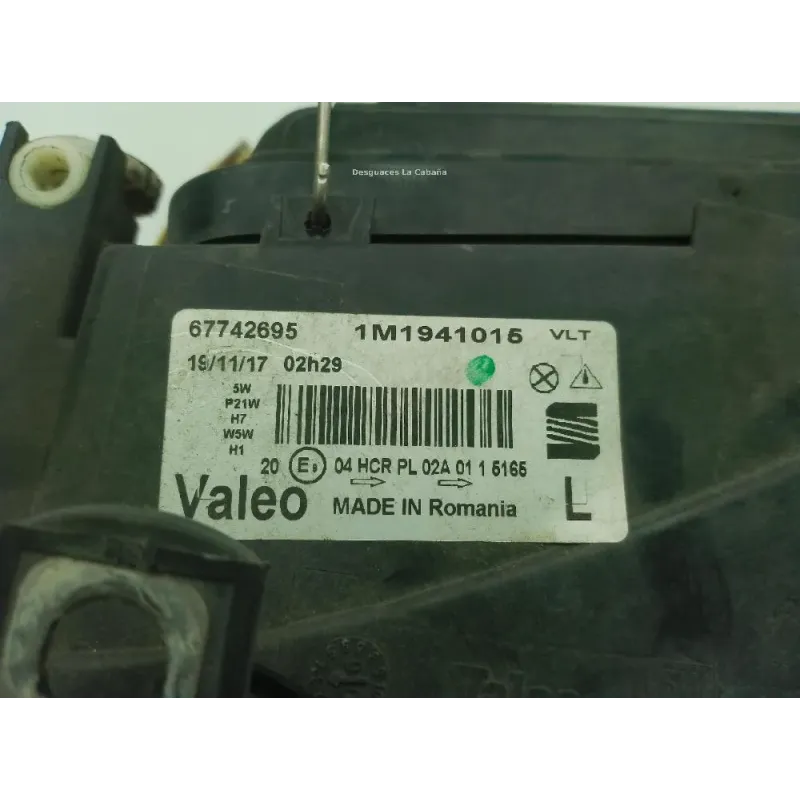 Desguaces La Cabaña
67742695 1M1941015 VLT
19/11/17 02h29
5W
P21W
H7
W5W
H1
20 E1 04 HCR PL 02A 01 1 5165
Valeo MADE IN Romania L